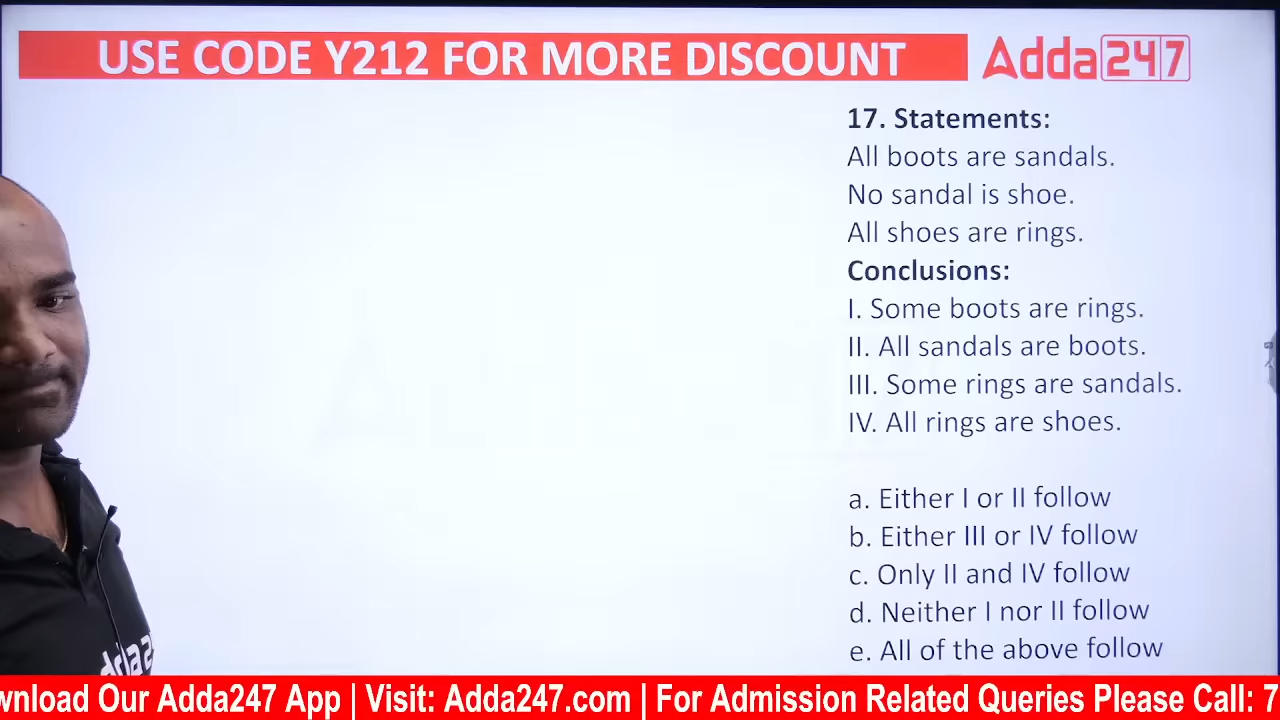 USE CODE Y212 FOR MORE DISCOUNT
Adda247
17. Statements:
All boots are sandals.
No sandal is shoe.
All shoes are rings.
Conclusions:
I. Some boots are rings.
II. All sandals are boots.
III. Some rings are sandals.
IV. All rings are shoes.
a. Either I or II follow
b. Either III or IV follow
c. Only II and IV follow
d. Neither I nor II follow
e. All of the above follow
wnload Our Adda247 App | Visit: Adda247.com | For Admission Related Queries Please Call: 7